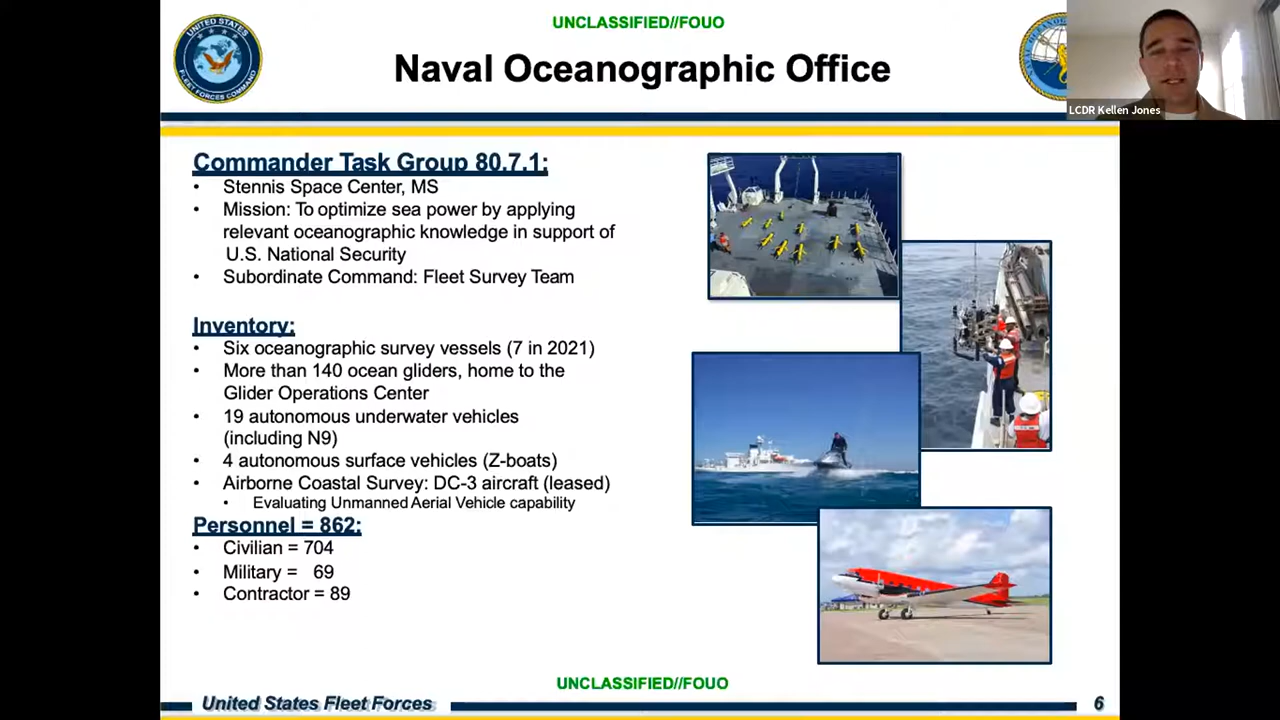 UNCLASSIFIED//FOUO
UNITED STATES
FLEET FORCES COMMAND
Naval Oceanographic Office
LCDR Kellen Jones
Commander Task Group 80.7.1:
• Stennis Space Center, MS
• Mission: To optimize sea power by applying
relevant oceanographic knowledge in support of
U.S. National Security
• Subordinate Command: Fleet Survey Team
Inventory:
• Six oceanographic survey vessels (7 in 2021)
• More than 140 ocean gliders, home to the
Glider Operations Center
• 19 autonomous underwater vehicles
(including N9)
• 4 autonomous surface vehicles (Z-boats)
• Airborne Coastal Survey: DC-3 aircraft (leased)
• Evaluating Unmanned Aerial Vehicle capability
Personnel = 862:
• Civilian = 704
• Military =   69
• Contractor = 89
UNCLASSIFIED//FOUO
United States Fleet Forces
6